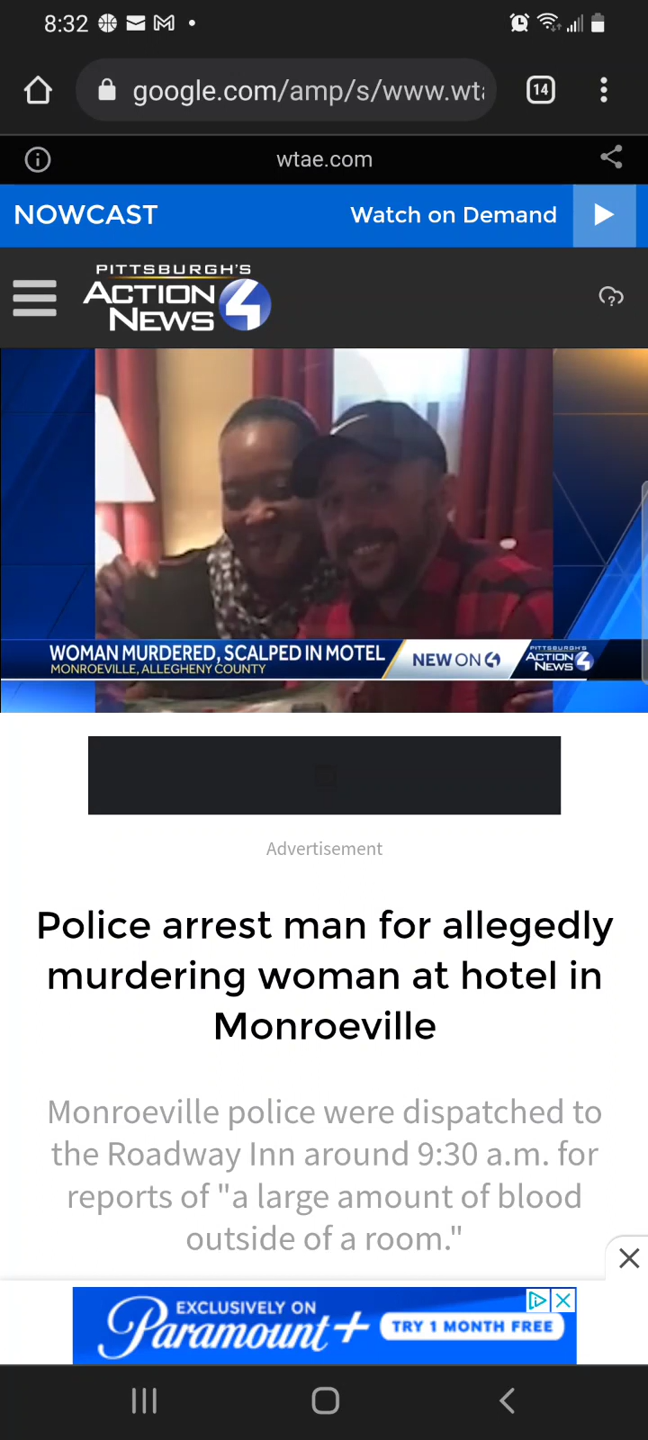 8:32
google.com/amp/s/www.wta
14
wtae.com
NOWCAST
Watch on Demand
PITTSBURGH'S
ACTION
NEWS 4
WOMAN MURDERED, SCALPED IN MOTEL
MONROEVILLE, ALLEGHENY COUNTY
NEW ON 4
PITTSBURGH'S
ACTION
NEWS 4
Advertisement
Police arrest man for allegedly
murdering woman at hotel in
Monroeville
Monroeville police were dispatched to
the Roadway Inn around 9:30 a.m. for
reports of "a large amount of blood
outside of a room."
EXCLUSIVELY ON
Paramount+
TRY 1 MONTH FREE